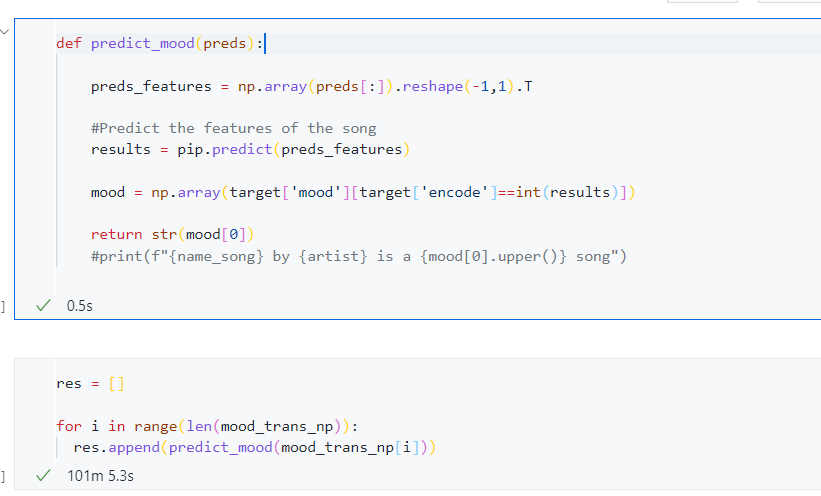 def predict_mood(preds):
preds_features = np.array(preds[:]).reshape(-1,1).T
#Predict the features of the song
results = pip.predict(preds_features)
mood = np.array(target['mood'][target['encode']==int(results)])
return str(mood[0])
#print(f"{name_song} by {artist} is a {mood[0].upper()} song")
] ✓ 0.5s
res = []
for i in range(len(mood_trans_np)):
res.append(predict_mood(mood_trans_np[i]))
] ✓ 101m 5.3s